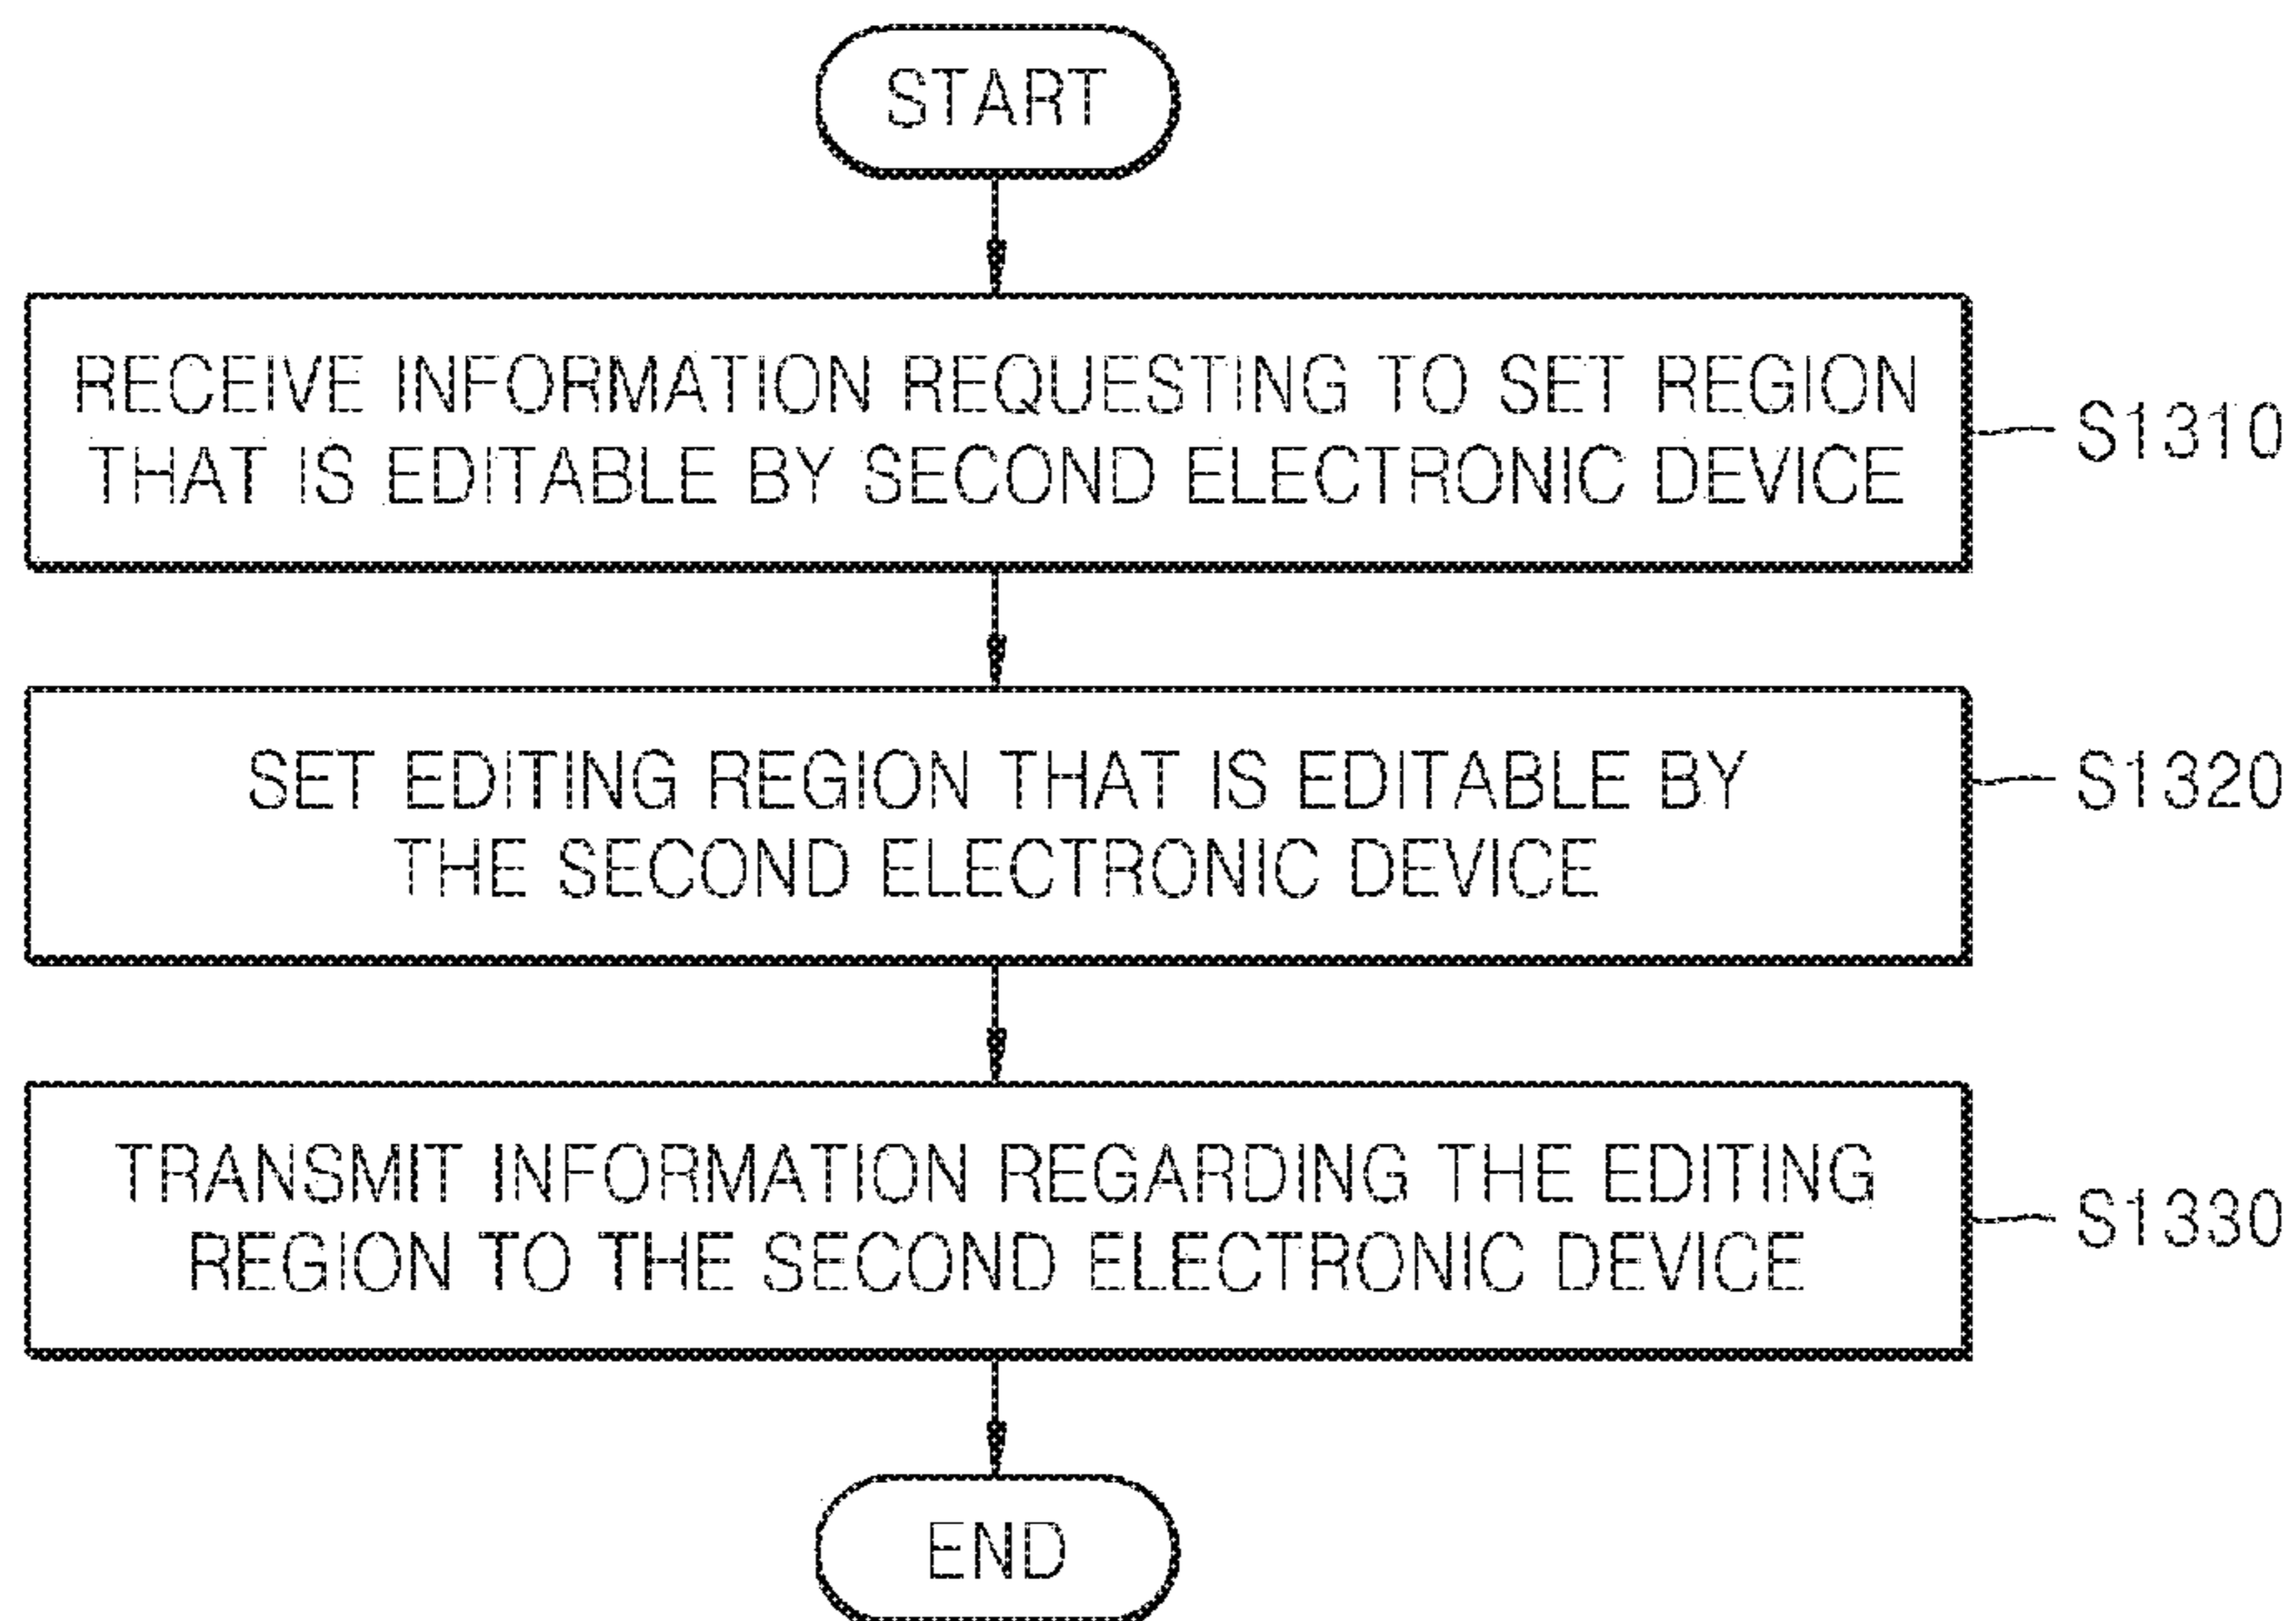 START
RECEIVE INFORMATION REQUESTING TO SET REGION
THAT IS EDITABLE BY SECOND ELECTRONIC DEVICE
S1310
SET EDITING REGION THAT IS EDITABLE BY
THE SECOND ELECTRONIC DEVICE
S1320
TRANSMIT INFORMATION REGARDING THE EDITING
REGION TO THE SECOND ELECTRONIC DEVICE
S1330
END